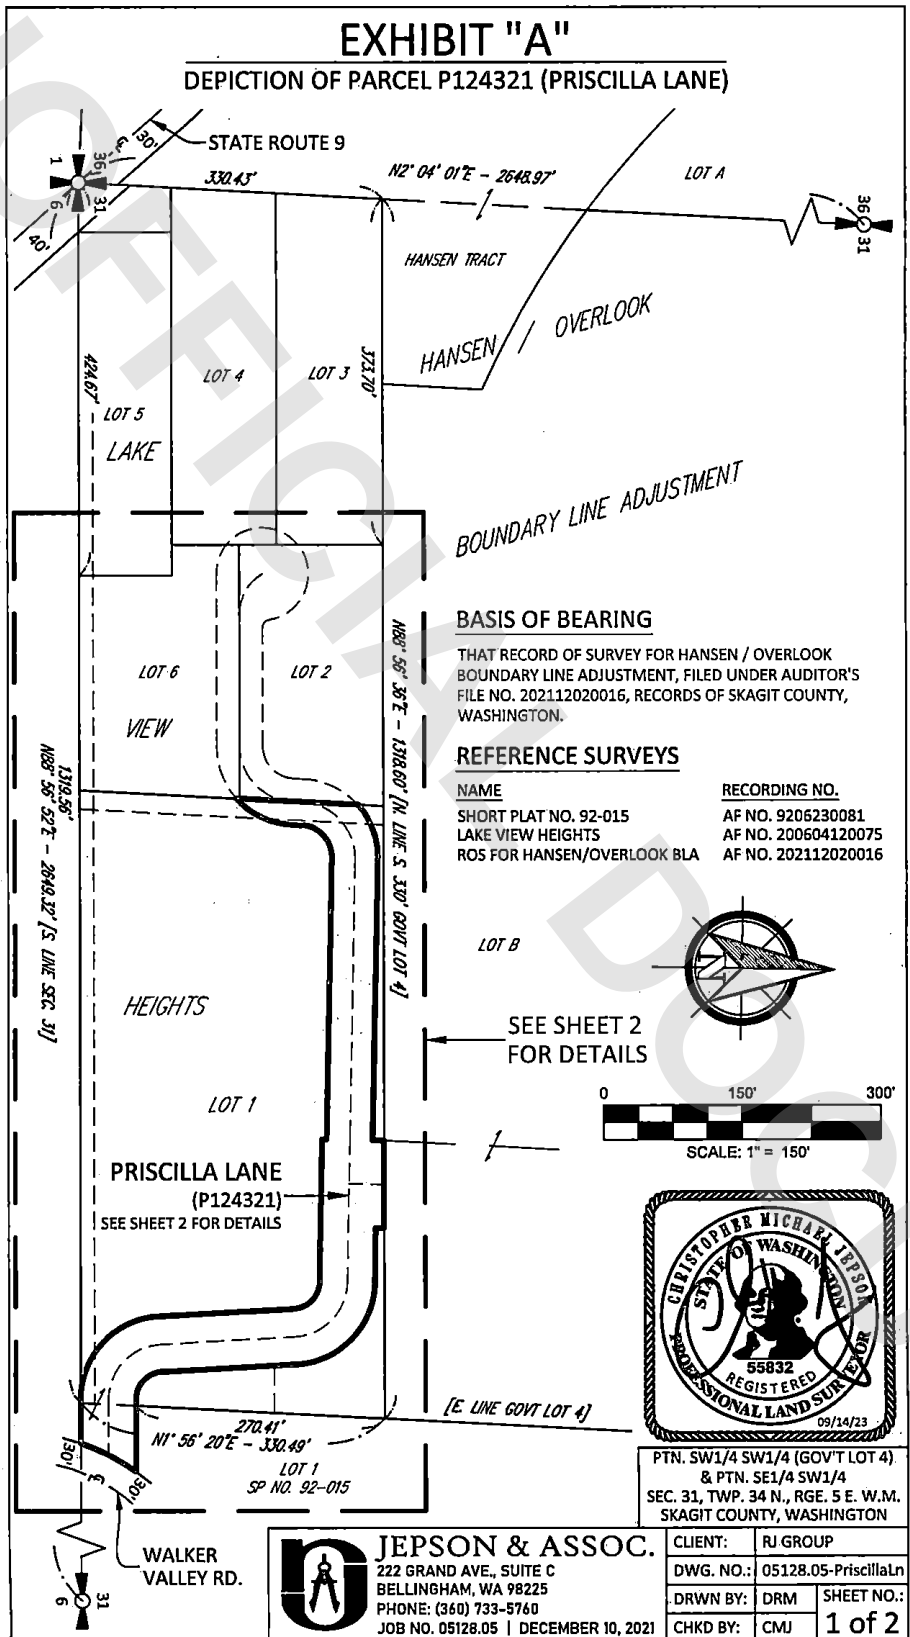 EXHIBIT "A"
DEPICTION OF PARCEL P124321 (PRISCILLA LANE)
STATE ROUTE 9
30'
40'
36
1
31
6
330.43'
N2° 04' 01"E - 2648.97'
LOT A
36
31
HANSEN TRACT
HANSEN / OVERLOOK
373.70'
LOT 4
LOT 3
424.67'
LOT 5
LAKE
BOUNDARY LINE ADJUSTMENT
BASIS OF BEARING
THAT RECORD OF SURVEY FOR HANSEN / OVERLOOK
BOUNDARY LINE ADJUSTMENT, FILED UNDER AUDITOR'S
FILE NO. 202112020016, RECORDS OF SKAGIT COUNTY,
WASHINGTON.
LOT 6
LOT 2
VIEW
N88° 56' 36"E - 1318.60' [N. LINE S. 330' GOVT LOT 4]
1319.56'
N88° 56' 52"E - 2649.32' [S. LINE SEC. 31]
REFERENCE SURVEYS
NAME RECORDING NO.
SHORT PLAT NO. 92-015 AF NO. 9206230081
LAKE VIEW HEIGHTS AF NO. 200604120075
ROS FOR HANSEN/OVERLOOK BLA AF NO. 202112020016
LOT B
N
HEIGHTS
SEE SHEET 2
FOR DETAILS
LOT 1
0 150' 300'
SCALE: 1" = 150'
PRISCILLA LANE
(P124321)
SEE SHEET 2 FOR DETAILS
CHRISTOPHER MICHAEL JEPSON
STATE OF WASHINGTON
55832
REGISTERED
PROFESSIONAL LAND SURVEYOR
09/14/23
[E. LINE GOVT LOT 4]
270.41'
N1° 56' 20"E - 330.49'
LOT 1
SP NO. 92-015
30'
30'
WALKER
VALLEY RD.
31
6
PTN. SW1/4 SW1/4 (GOV'T LOT 4)
& PTN. SE1/4 SW1/4
SEC. 31, TWP. 34 N., RGE. 5 E. W.M.
SKAGIT COUNTY, WASHINGTON
JEPSON & ASSOC.
222 GRAND AVE., SUITE C
BELLINGHAM, WA 98225
PHONE: (360) 733-5760
JOB NO. 05128.05 | DECEMBER 10, 2021
CLIENT: RJ GROUP
DWG. NO.: 05128.05-PriscillaLn
DRWN BY: DRM
CHKD BY: CMJ
SHEET NO.:
1 of 2